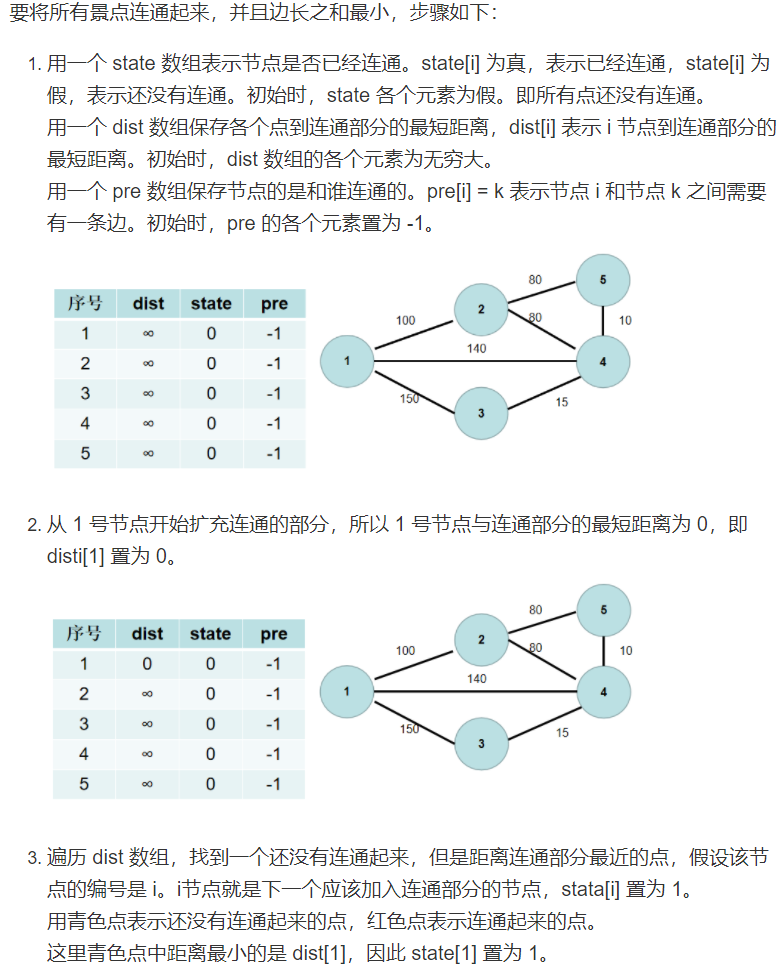 要将所有景点连通起来，并且边长之和最小，步骤如下：
1. 用一个 state 数组表示节点是否已经连通。state[i] 为真，表示已经连通，state[i] 为
假，表示还没有连通。初始时，state 各个元素为假。即所有点还没有连通。
用一个 dist 数组保存各个点到连通部分的最短距离，dist[i] 表示 i 节点到连通部分的
最短距离。初始时，dist 数组的各个元素为无穷大。
用一个 pre 数组保存节点的是和谁连通的。pre[i] = k 表示节点 i 和节点 k 之间需要
有一条边。初始时，pre 的各个元素置为 -1。
序号 dist state pre
1 ∞ 0 -1
2 ∞ 0 -1
3 ∞ 0 -1
4 ∞ 0 -1
5 ∞ 0 -1
80
5
2
100
80
10
140
1
4
150
15
3
2. 从 1 号节点开始扩充连通的部分，所以 1 号节点与连通部分的最短距离为 0，即
disti[1] 置为 0。
序号 dist state pre
1 0 0 -1
2 ∞ 0 -1
3 ∞ 0 -1
4 ∞ 0 -1
5 ∞ 0 -1
80
5
2
100
80
10
140
1
4
150
15
3
3. 遍历 dist 数组，找到一个还没有连通起来，但是距离连通部分最近的点，假设该节
点的编号是 i。i节点就是下一个应该加入连通部分的节点，stata[i] 置为 1。
用青色点表示还没有连通起来的点，红色点表示连通起来的点。
这里青色点中距离最小的是 dist[1]，因此 state[1] 置为 1。